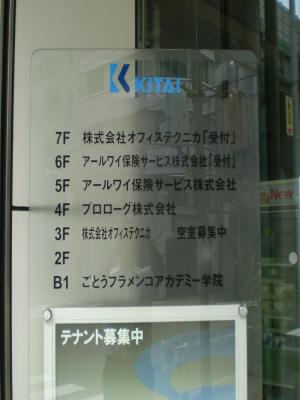 KITAI
7F 株式会社オフィステクニカ「受付」
6F アールワイ保険サービス株式会社「受付」
5F アールワイ保険サービス株式会社
4F プロローグ株式会社
3F 株式会社オフィステクニカ / 空室募集中
2F
B1 ごとうフラメンコアカデミー学院
テナント募集中
New